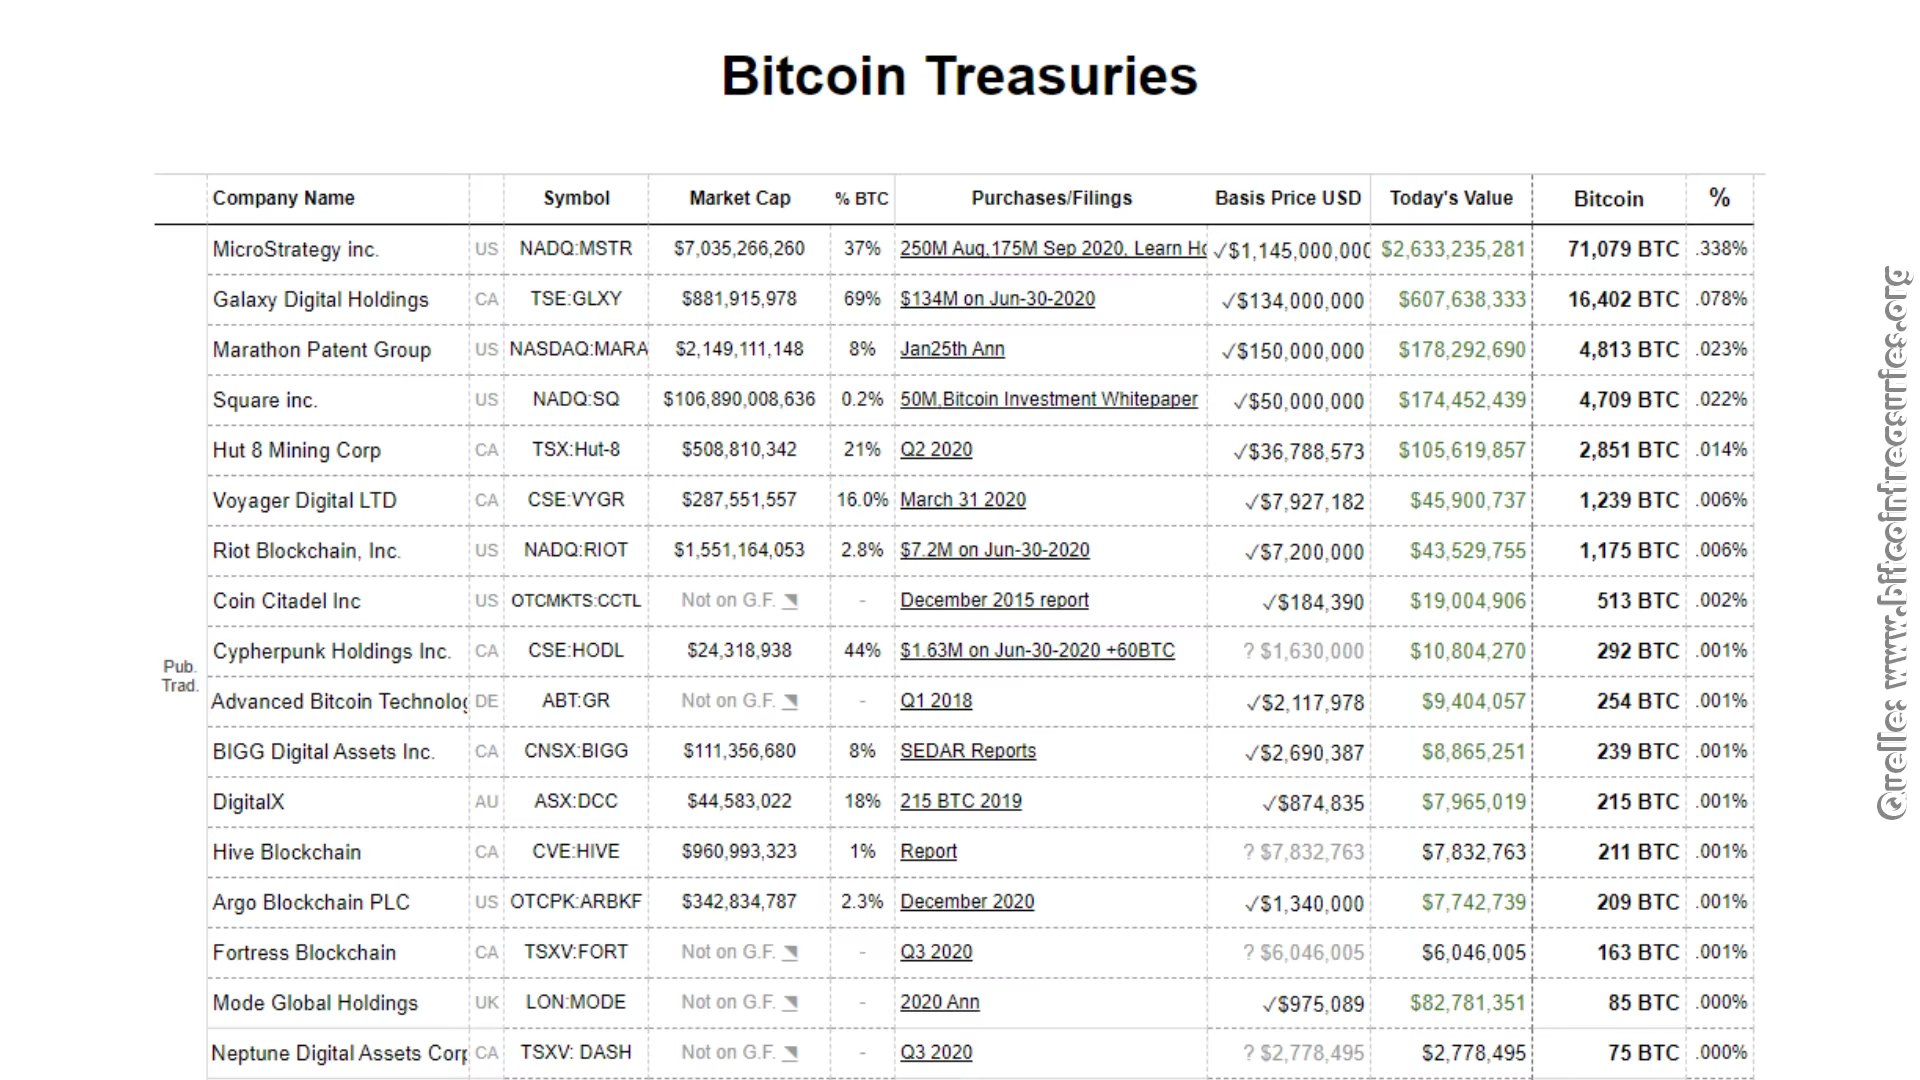 Bitcoin Treasuries
Company Name Symbol Market Cap % BTC Purchases/Filings Basis Price USD Today's Value Bitcoin %
MicroStrategy inc. US NADQ:MSTR $7,035,266,260 37% 250M Aug,175M Sep 2020, Learn Ho ✓$1,145,000,000 $2,633,235,281 71,079 BTC .338%
Galaxy Digital Holdings CA TSE:GLXY $881,915,978 69% $134M on Jun-30-2020 ✓$134,000,000 $607,638,333 16,402 BTC .078%
Marathon Patent Group US NASDAQ:MARA $2,149,111,148 8% Jan25th Ann ✓$150,000,000 $178,292,690 4,813 BTC .023%
Square inc. US NADQ:SQ $106,890,008,636 0.2% 50M,Bitcoin Investment Whitepaper ✓$50,000,000 $174,452,439 4,709 BTC .022%
Hut 8 Mining Corp CA TSX:Hut-8 $508,810,342 21% Q2 2020 ✓$36,788,573 $105,619,857 2,851 BTC .014%
Voyager Digital LTD CA CSE:VYGR $287,551,557 16.0% March 31 2020 ✓$7,927,182 $45,900,737 1,239 BTC .006%
Riot Blockchain, Inc. US NADQ:RIOT $1,551,164,053 2.8% $7.2M on Jun-30-2020 ✓$7,200,000 $43,529,755 1,175 BTC .006%
Coin Citadel Inc US OTCMKTS:CCTL Not on G.F. - December 2015 report ✓$184,390 $19,004,906 513 BTC .002%
Cypherpunk Holdings Inc. CA CSE:HODL $24,318,938 44% $1.63M on Jun-30-2020 +60BTC ? $1,630,000 $10,804,270 292 BTC .001%
Pub.
Trad.
Advanced Bitcoin Technolog DE ABT:GR Not on G.F. - Q1 2018 ✓$2,117,978 $9,404,057 254 BTC .001%
BIGG Digital Assets Inc. CA CNSX:BIGG $111,356,680 8% SEDAR Reports ✓$2,690,387 $8,865,251 239 BTC .001%
DigitalX AU ASX:DCC $44,583,022 18% 215 BTC 2019 ✓$874,835 $7,965,019 215 BTC .001%
Hive Blockchain CA CVE:HIVE $960,993,323 1% Report ? $7,832,763 $7,832,763 211 BTC .001%
Argo Blockchain PLC US OTCPK:ARBKF $342,834,787 2.3% December 2020 ✓$1,340,000 $7,742,739 209 BTC .001%
Fortress Blockchain CA TSXV:FORT Not on G.F. - Q3 2020 ? $6,046,005 $6,046,005 163 BTC .001%
Mode Global Holdings UK LON:MODE Not on G.F. - 2020 Ann ✓$975,089 $82,781,351 85 BTC .000%
Neptune Digital Assets Corp CA TSXV: DASH Not on G.F. - Q3 2020 ? $2,778,495 $2,778,495 75 BTC .000%
Quelles www.bitcointreasuries.org